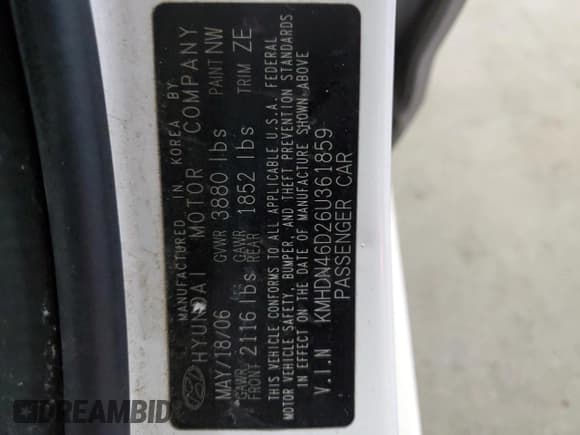 MANUFACTURED IN KOREA BY
HYUNDAI MOTOR COMPANY
MAY/18/06 GVWR 3880 lbs PAINT NW
GAWR FRONT 2116 lbs GAWR REAR 1852 lbs TRIM ZE
THIS VEHICLE CONFORMS TO ALL APPLICABLE U.S.A. FEDERAL
MOTOR VEHICLE SAFETY, BUMPER, AND THEFT PREVENTION STANDARDS
IN EFFECT ON THE DATE OF MANUFACTURE SHOWN ABOVE
V.I.N KMHDN46D26U361859
PASSENGER CAR
DREAMBID